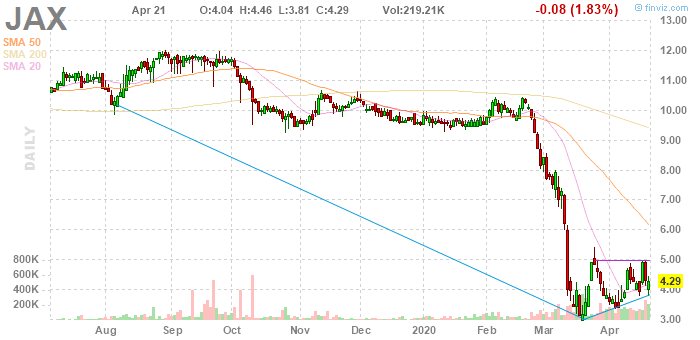 JAX
Apr 21 O:4.04 H:4.46 L:3.81 C:4.29 Vol:219.21K -0.08 (1.83%)
© finviz.com
SMA 50
SMA 200
SMA 20
DAILY
13.00
12.00
11.00
10.00
9.00
8.00
7.00
6.00
5.00
4.29
4.00
3.00
800K
600K
400K
200K
Aug Sep Oct Nov Dec 2020 Feb Mar Apr